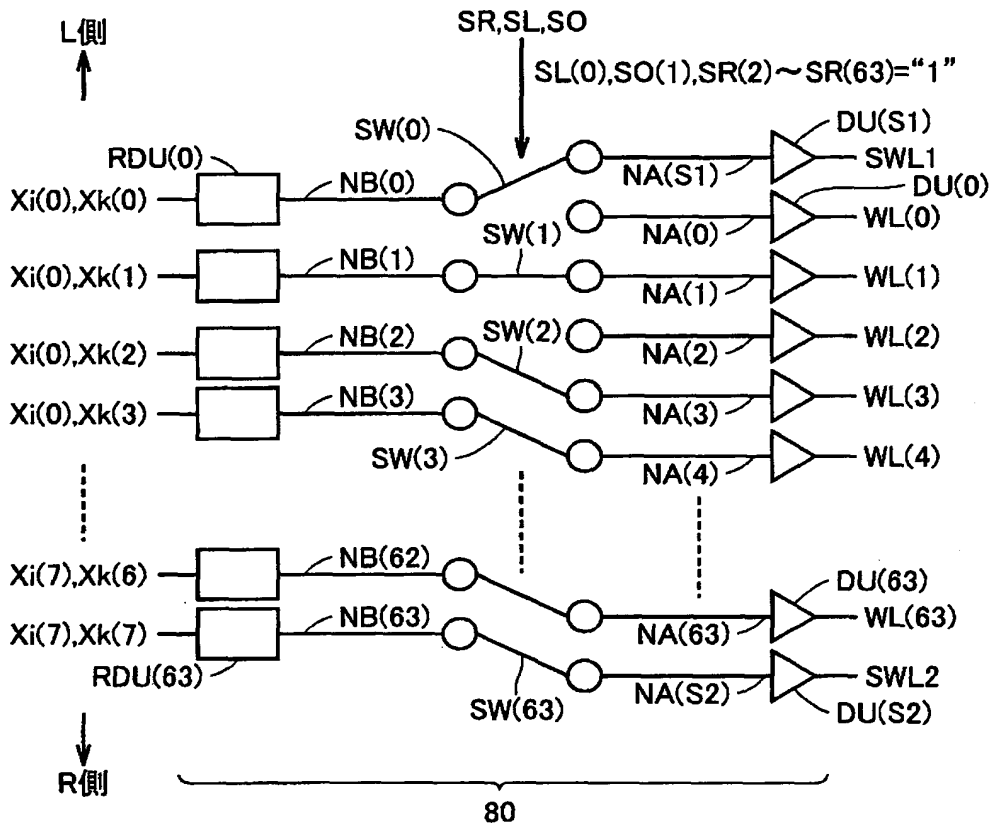 L側
SR,SL,SO
SL(0),SO(1),SR(2)～SR(63)=“1”
SW(0)
DU(S1)
RDU(0)
NB(0)
NA(S1)
SWL1
DU(0)
Xi(0),Xk(0)
SW(1)
NA(0)
WL(0)
Xi(0),Xk(1)
NB(1)
NA(1)
WL(1)
Xi(0),Xk(2)
NB(2)
SW(2)
NA(2)
WL(2)
Xi(0),Xk(3)
NB(3)
NA(3)
WL(3)
SW(3)
NA(4)
WL(4)
Xi(7),Xk(6)
NB(62)
DU(63)
Xi(7),Xk(7)
NB(63)
NA(63)
WL(63)
RDU(63)
SW(63)
NA(S2)
SWL2
DU(S2)
R側
80